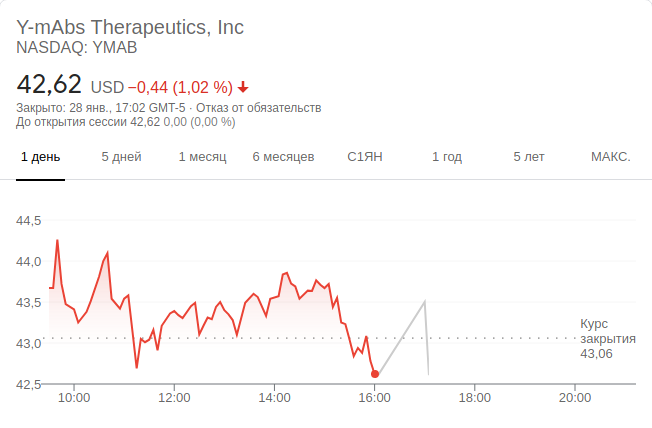 Y-mAbs Therapeutics, Inc
NASDAQ: YMAB
42,62 USD −0,44 (1,02 %)
Закрыто: 28 янв., 17:02 GMT-5 · Отказ от обязательств
До открытия сессии 42,62 0,00 (0,00 %)
1 день 5 дней 1 месяц 6 месяцев С1ЯН 1 год 5 лет МАКС.
44,5
44,0
43,5
43,0
42,5
Курс
закрытия
43,06
10:00 12:00 14:00 16:00 18:00 20:00